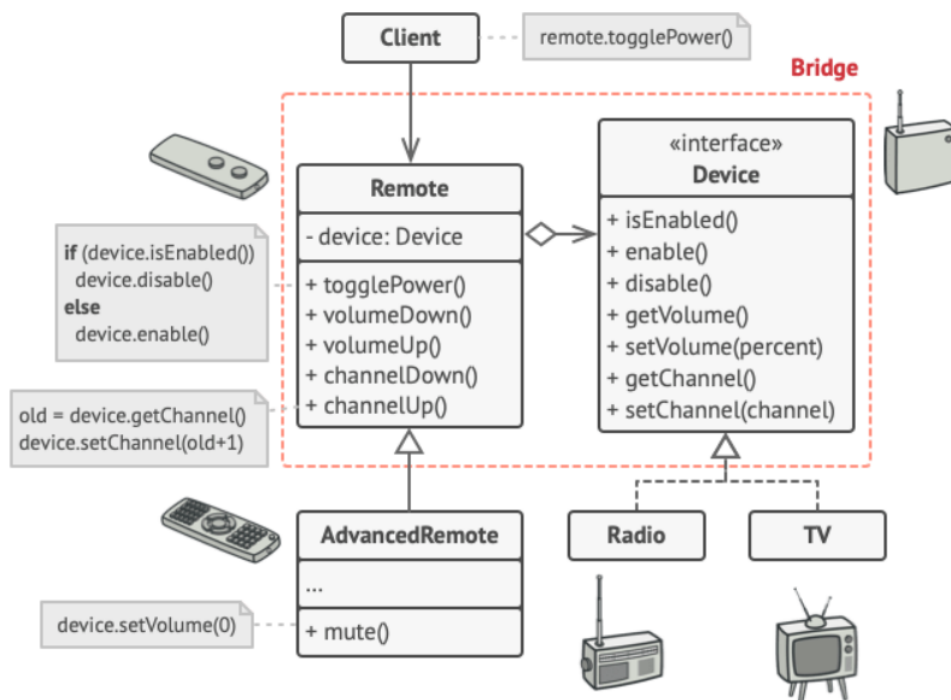 Client
remote.togglePower()
Bridge
Remote
- device: Device
+ togglePower()
+ volumeDown()
+ volumeUp()
+ channelDown()
+ channelUp()
«interface»
Device
+ isEnabled()
+ enable()
+ disable()
+ getVolume()
+ setVolume(percent)
+ getChannel()
+ setChannel(channel)
if (device.isEnabled())
device.disable()
else
device.enable()
old = device.getChannel()
device.setChannel(old+1)
AdvancedRemote
...
+ mute()
device.setVolume(0)
Radio
TV